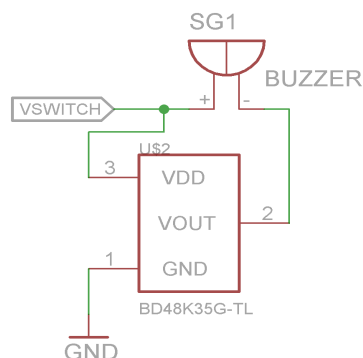 SG1
BUZZER
+ -
VSWITCH
U$2
3 VDD
VOUT 2
1 GND
BD48K35G-TL
GND